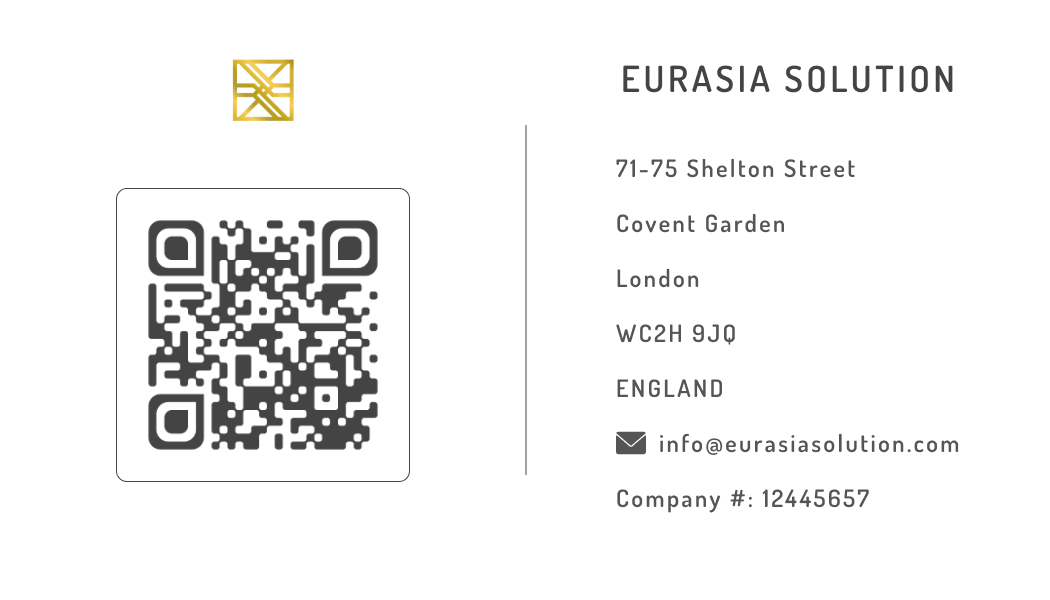 EURASIA SOLUTION
71-75 Shelton Street
Covent Garden
London
WC2H 9JQ
ENGLAND
info@eurasiasolution.com
Company #: 12445657